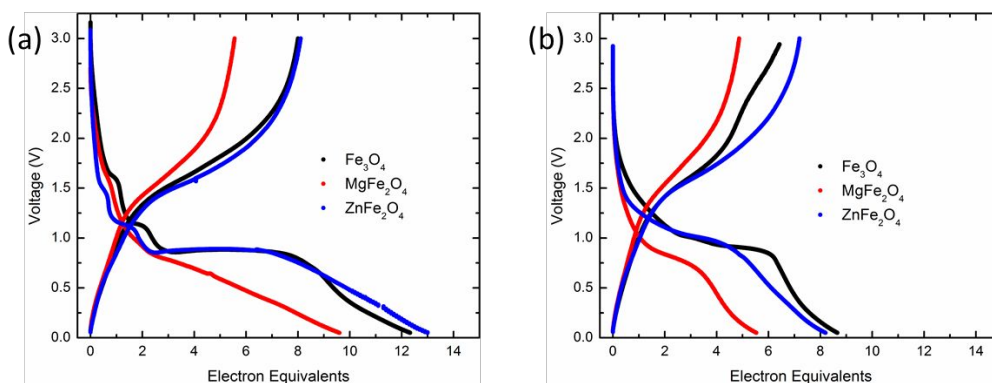 (a)
3.0
2.5
2.0
1.5
1.0
0.5
0.0
Voltage (V)
Fe₃O₄
MgFe₂O₄
ZnFe₂O₄
0 2 4 6 8 10 12 14
Electron Equivalents
(b)
3.0
2.5
2.0
1.5
1.0
0.5
0.0
Voltage (V)
Fe₃O₄
MgFe₂O₄
ZnFe₂O₄
0 2 4 6 8 10 12 14
Electron Equivalents